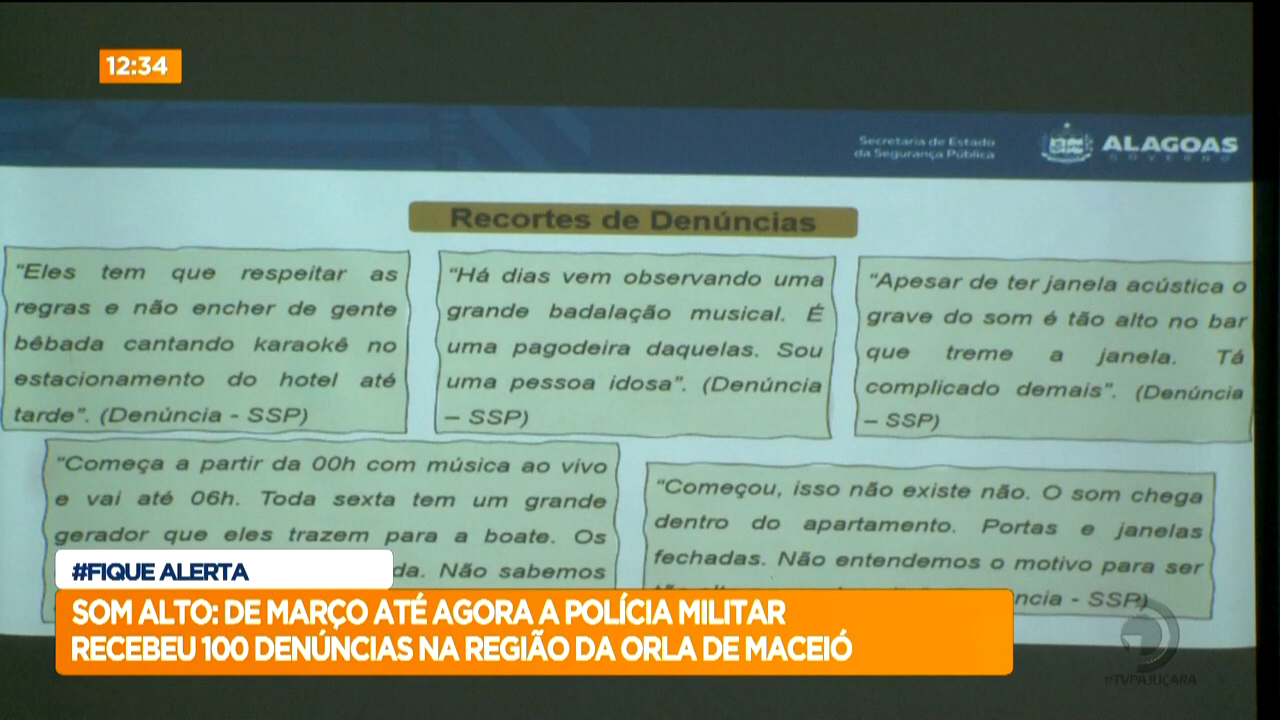 12:34
Secretaria de Estado
da Segurança Pública
ALAGOAS
GOVERNO
Recortes de Denúncias
“Eles tem que respeitar as
regras e não encher de gente
bêbada cantando karaokê no
estacionamento do hotel até
tarde”. (Denúncia - SSP)
“Há dias vem observando uma
grande badalação musical. É
uma pagodeira daquelas. Sou
uma pessoa idosa”. (Denúncia
– SSP)
“Apesar de ter janela acústica o
grave do som é tão alto no bar
que treme a janela. Tá
complicado demais”. (Denúncia
– SSP)
“Começa a partir da 00h com música ao vivo
e vai até 06h. Toda sexta tem um grande
gerador que eles trazem para a boate. Os
da. Não sabemos
“Começou, isso não existe não. O som chega
dentro do apartamento. Portas e janelas
fechadas. Não entendemos o motivo para ser
ncia - SSP)
#FIQUE ALERTA
SOM ALTO: DE MARÇO ATÉ AGORA A POLÍCIA MILITAR
RECEBEU 100 DENÚNCIAS NA REGIÃO DA ORLA DE MACEIÓ
TVPAJUÇARA